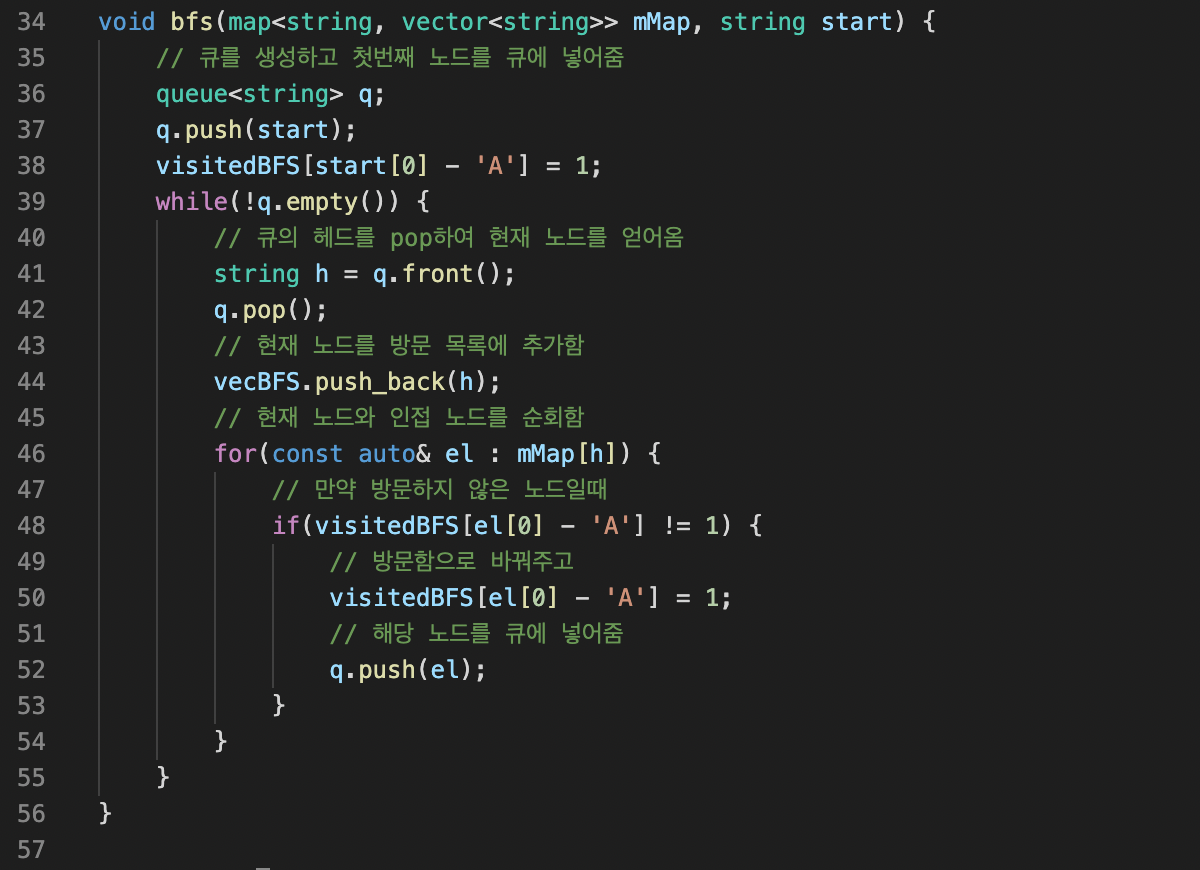 34 void bfs(map<string, vector<string>> mMap, string start) {
35     // 큐를 생성하고 첫번째 노드를 큐에 넣어줌
36     queue<string> q;
37     q.push(start);
38     visitedBFS[start[0] - 'A'] = 1;
39     while(!q.empty()) {
40         // 큐의 헤드를 pop하여 현재 노드를 얻어옴
41         string h = q.front();
42         q.pop();
43         // 현재 노드를 방문 목록에 추가함
44         vecBFS.push_back(h);
45         // 현재 노드와 인접 노드를 순회함
46         for(const auto& el : mMap[h]) {
47             // 만약 방문하지 않은 노드일때
48             if(visitedBFS[el[0] - 'A'] != 1) {
49                 // 방문함으로 바꿔주고
50                 visitedBFS[el[0] - 'A'] = 1;
51                 // 해당 노드를 큐에 넣어줌
52                 q.push(el);
53             }
54         }
55     }
56 }
57